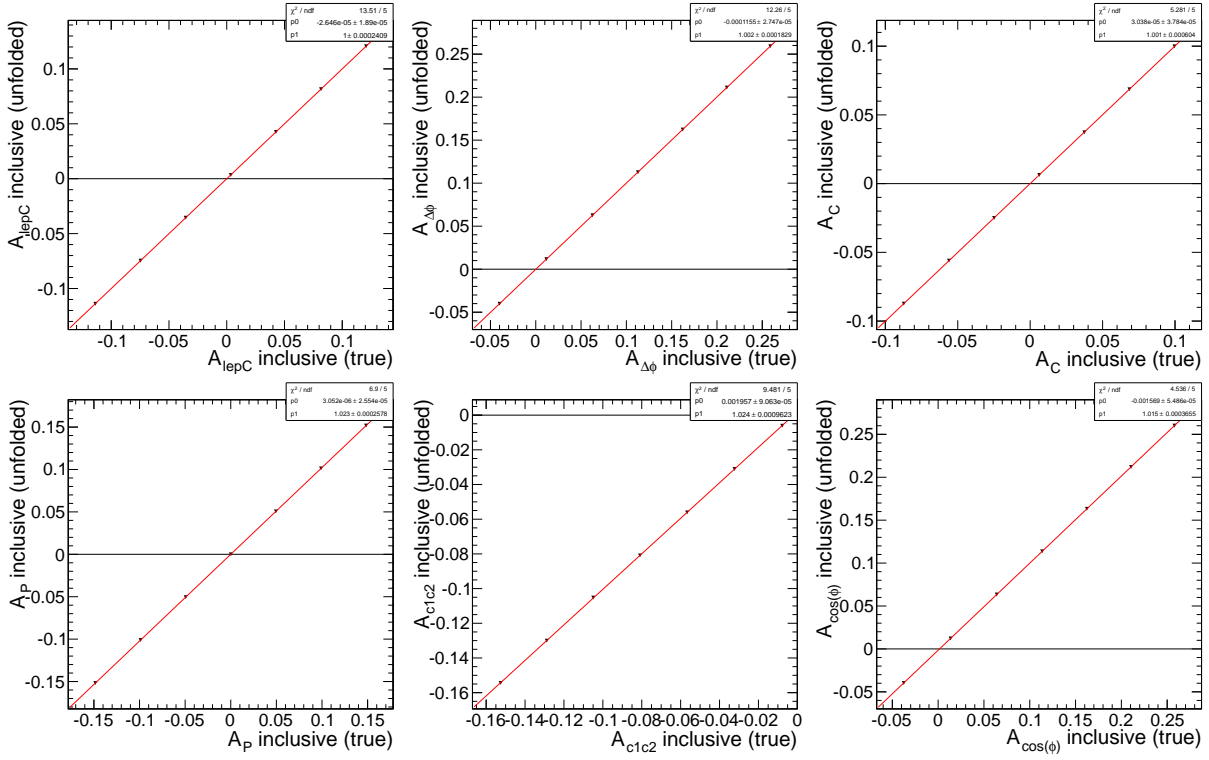 χ² / ndf 13.51 / 5
p0 -2.646e-05 ± 1.89e-05
p1 1 ± 0.0002409
A_lepC inclusive (unfolded)
0.1
0.05
0
-0.05
-0.1
-0.1 -0.05 0 0.05 0.1
A_lepC inclusive (true)
χ² / ndf 12.26 / 5
p0 -0.0001155 ± 2.747e-05
p1 1.002 ± 0.0001829
A_Δϕ inclusive (unfolded)
0.25
0.2
0.15
0.1
0.05
0
-0.05
-0.05 0 0.05 0.1 0.15 0.2 0.25
A_Δϕ inclusive (true)
χ² / ndf 5.281 / 5
p0 3.038e-05 ± 3.784e-05
p1 1.001 ± 0.000604
A_C inclusive (unfolded)
0.1
0.05
0
-0.05
-0.1
-0.1 -0.05 0 0.05 0.1
A_C inclusive (true)
χ² / ndf 6.9 / 5
p0 3.052e-06 ± 2.554e-05
p1 1.023 ± 0.0002578
A_P inclusive (unfolded)
0.15
0.1
0.05
0
-0.05
-0.1
-0.15
-0.15 -0.1 -0.05 0 0.05 0.1 0.15
A_P inclusive (true)
χ² / ndf 9.481 / 5
p0 0.001957 ± 9.063e-05
p1 1.024 ± 0.0009623
A_c1c2 inclusive (unfolded)
0
-0.02
-0.04
-0.06
-0.08
-0.1
-0.12
-0.14
-0.16
-0.16 -0.14 -0.12 -0.1 -0.08 -0.06 -0.04 -0.02 0
A_c1c2 inclusive (true)
χ² / ndf 4.536 / 5
p0 -0.001569 ± 5.486e-05
p1 1.015 ± 0.0003655
A_cos(ϕ) inclusive (unfolded)
0.25
0.2
0.15
0.1
0.05
0
-0.05
-0.05 0 0.05 0.1 0.15 0.2 0.25
A_cos(ϕ) inclusive (true)